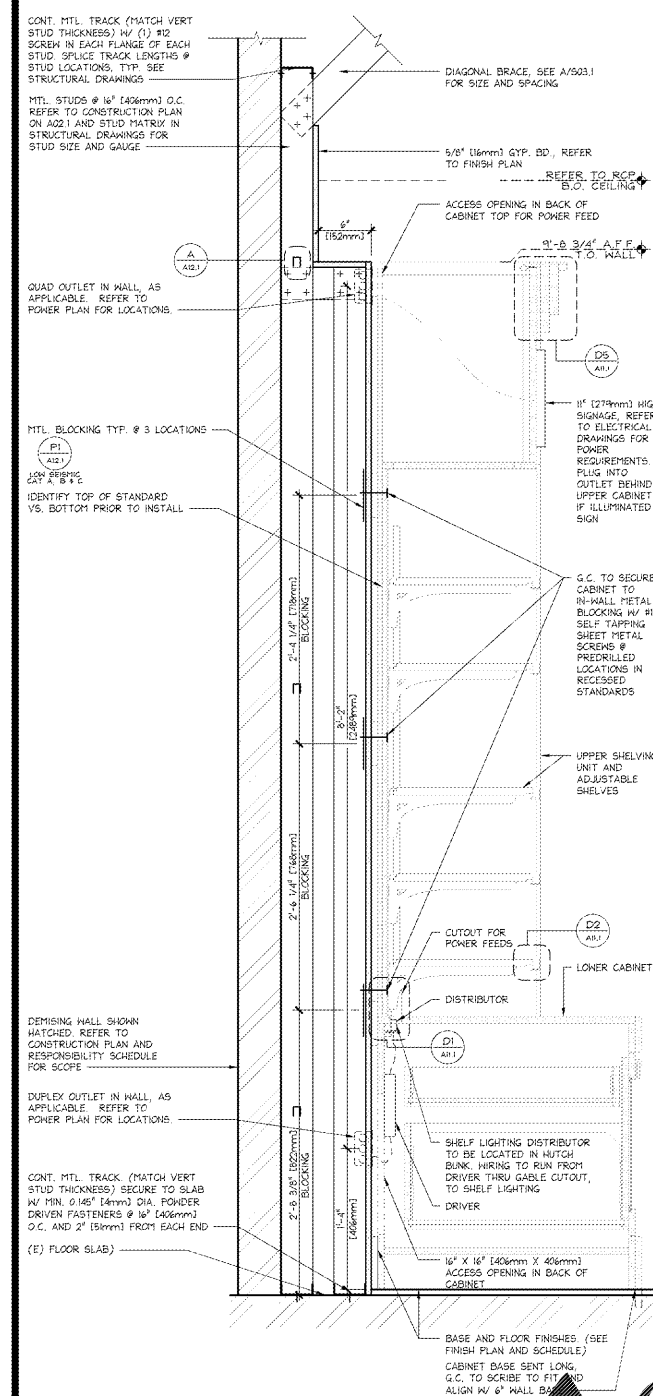 CONT. MTL. TRACK (MATCH VERT
STUD THICKNESS) W/ (1) #12
SCREW IN EACH FLANGE OF EACH
STUD. SPLICE TRACK LENGTHS @
STUD LOCATIONS, TYP. SEE
STRUCTURAL DRAWINGS
MTL. STUDS @ 16" [406mm] O.C.
REFER TO CONSTRUCTION PLAN
ON A02.1 AND STUD MATRIX IN
STRUCTURAL DRAWINGS FOR
STUD SIZE AND GAUGE
DIAGONAL BRACE, SEE A/S03.1
FOR SIZE AND SPACING
5/8" [16mm] GYP. BD., REFER
TO FINISH PLAN
REFER TO RCP
B.O. CEILING
ACCESS OPENING IN BACK OF
CABINET TOP FOR POWER FEED
6"
[152mm]
9'-8 3/4" A.F.F.
T.O. WALL
A
A12.1
QUAD OUTLET IN WALL, AS
APPLICABLE. REFER TO
POWER PLAN FOR LOCATIONS.
D5
A11.1
11" [279mm] HIG
SIGNAGE, REFER
TO ELECTRICAL
DRAWINGS FOR
POWER
REQUIREMENTS.
PLUG INTO
OUTLET BEHIND
UPPER CABINET
IF ILLUMINATED
SIGN
MTL. BLOCKING TYP. @ 3 LOCATIONS
P1
A12.1
LOW SEISMIC
CAT A, B & C
IDENTIFY TOP OF STANDARD
VS. BOTTOM PRIOR TO INSTALL
2'-4 1/4" [718mm]
BLOCKING
G.C. TO SECURE
CABINET TO
IN-WALL METAL
BLOCKING W/ #1
SELF TAPPING
SHEET METAL
SCREWS @
PREDRILLED
LOCATIONS IN
RECESSED
STANDARDS
8'-2"
[2489mm]
UPPER SHELVING
UNIT AND
ADJUSTABLE
SHELVES
2'-6 1/4" [768mm]
BLOCKING
CUTOUT FOR
POWER FEEDS
D2
A11.1
LOWER CABINET
DISTRIBUTOR
D1
A11.1
DEMISING WALL SHOWN
HATCHED. REFER TO
CONSTRUCTION PLAN AND
RESPONSIBILITY SCHEDULE
FOR SCOPE
DUPLEX OUTLET IN WALL, AS
APPLICABLE. REFER TO
POWER PLAN FOR LOCATIONS.
2'-8 3/8" [822mm]
BLOCKING
1'-4"
[406mm]
SHELF LIGHTING DISTRIBUTOR
TO BE LOCATED IN HUTCH
BUNK. WIRING TO RUN FROM
DRIVER THRU GABLE CUTOUT,
TO SHELF LIGHTING
DRIVER
CONT. MTL. TRACK. (MATCH VERT
STUD THICKNESS) SECURE TO SLAB
W/ MIN. 0.145" [4mm] DIA. POWDER
DRIVEN FASTENERS @ 16" [406mm]
O.C. AND 2" [51mm] FROM EACH END
(E) FLOOR SLAB)
16" X 16" [406mm X 406mm]
ACCESS OPENING IN BACK OF
CABINET
BASE AND FLOOR FINISHES. (SEE
FINISH PLAN AND SCHEDULE)
CABINET BASE SENT LONG,
G.C. TO SCRIBE TO FIT AND
ALIGN W/ 6" WALL BA